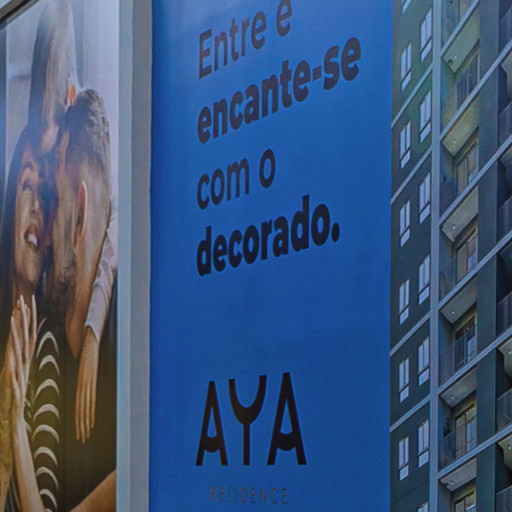 Entre e
encante-se
com o
decorado.
AYA
RESIDENCE